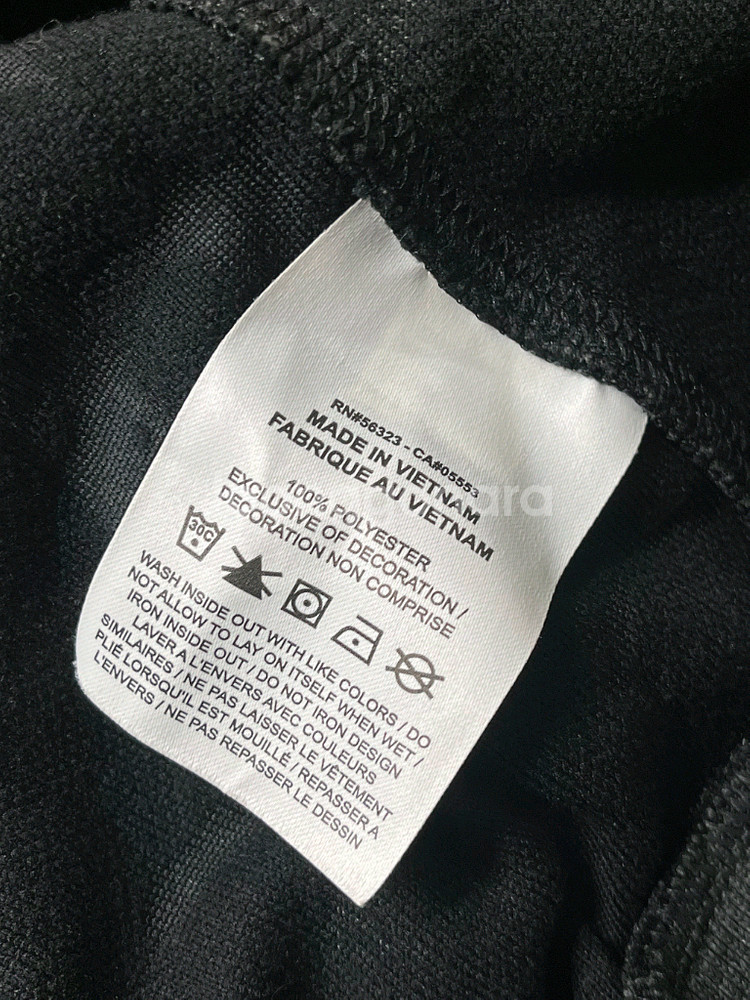 RN#56323 - CA#05553
MADE IN VIETNAM
FABRIQUE AU VIETNAM
100% POLYESTER
EXCLUSIVE OF DECORATION /
DECORATION NON COMPRISE
30C
WASH INSIDE OUT WITH LIKE COLORS / DO
NOT ALLOW TO LAY ON ITSELF WHEN WET /
IRON INSIDE OUT / DO NOT IRON DESIGN
LAVER A L'ENVERS AVEC COULEURS
SIMILAIRES / NE PAS LAISSER LE VÊTEMENT
PLIÉ LORSQU'IL EST MOUILLÉ / REPASSER A
L'ENVERS / NE PAS REPASSER LE DESSIN